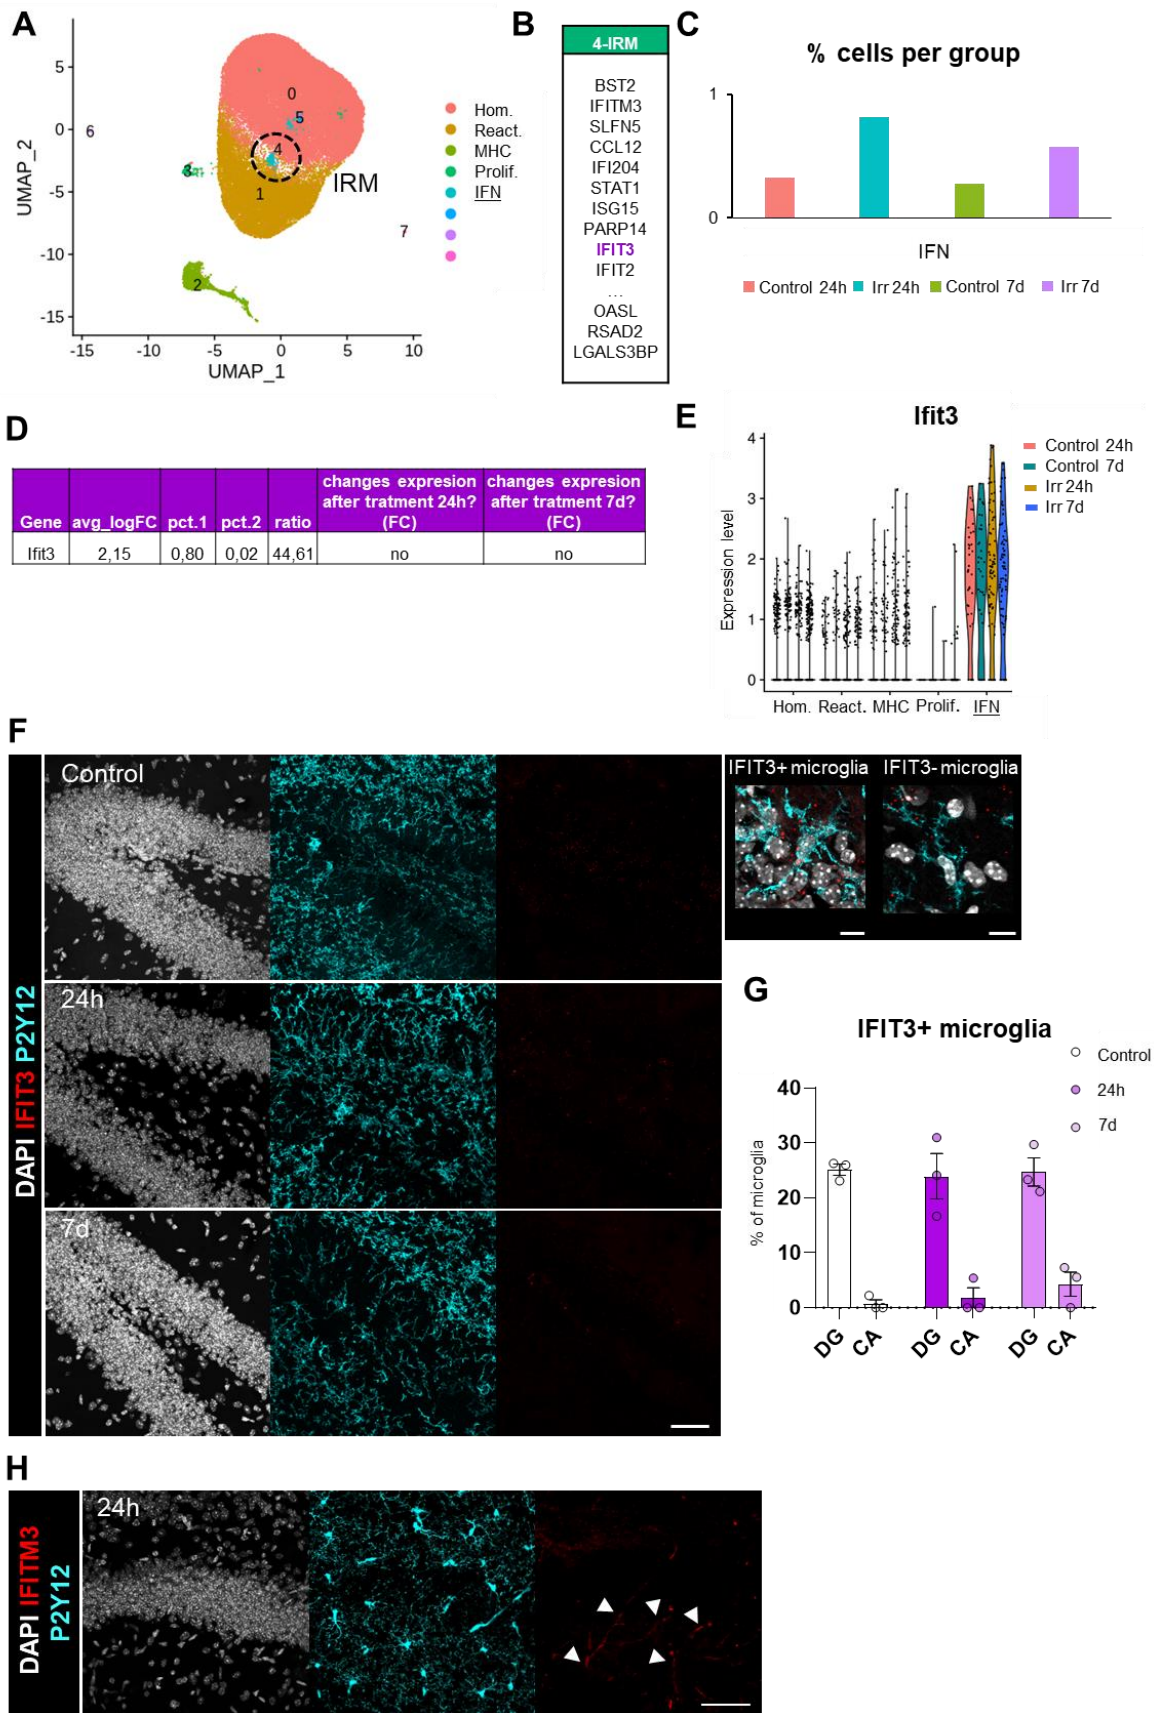 A
5
0
-5
-10
-15
-15
-10
-5
0
5
10
UMAP_2
UMAP_1
0
5
6
4
3
1
IRM
7
2
Hom.
React.
MHC
Prolif.
IFN
B
4-IRM
BST2
IFITM3
SLFN5
CCL12
IFI204
STAT1
ISG15
PARP14
IFIT3
IFIT2
...
OASL
RSAD2
LGALS3BP
C
% cells per group
1
0
IFN
Control 24h Irr 24h Control 7d Irr 7d
D
Gene avg_logFC pct.1 pct.2 ratio changes expresion after tratment 24h? (FC) changes expresion after tratment 7d? (FC)
Ifit3 2,15 0,80 0,02 44,61 no no
E
Ifit3
4
3
2
1
0
Expression level
Hom. React. MHC Prolif. IFN
Control 24h
Control 7d
Irr 24h
Irr 7d
F
DAPI IFIT3 P2Y12
Control
24h
7d
IFIT3+ microglia IFIT3- microglia
G
IFIT3+ microglia
Control
24h
7d
40
30
20
10
0
% of microglia
DG CA DG CA DG CA
H
DAPI IFITM3
P2Y12
24h